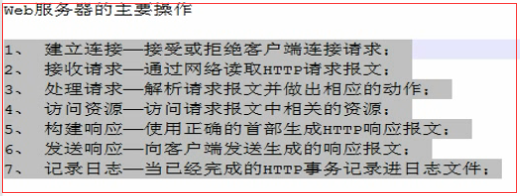 Web服务器的主要操作
1、 建立连接—接受或拒绝客户端连接请求；
2、 接收请求—通过网络读取HTTP请求报文；
3、 处理请求—解析请求报文并做出相应的动作；
4、 访问资源—访问请求报文中相关的资源；
5、 构建响应—使用正确的首部生成HTTP响应报文；
6、 发送响应—向客户端发送生成的响应报文；
7、 记录日志—当已经完成的HTTP事务记录进日志文件；